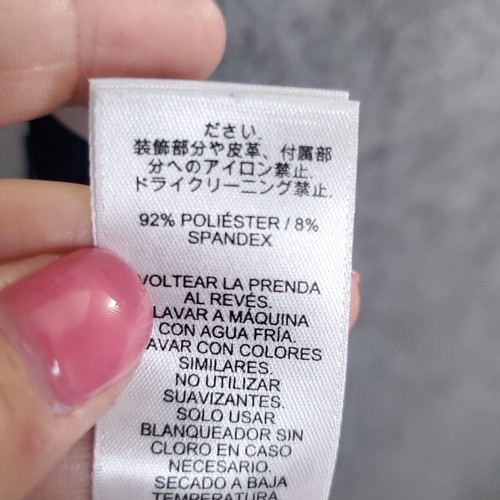 ださい.
装飾部分や皮革、付属部
分へのアイロン禁止.
ドライクリーニング禁止.
92% POLIÉSTER / 8%
SPANDEX
VOLTEAR LA PRENDA
AL REVÉS.
LAVAR A MÁQUINA
CON AGUA FRÍA.
AVAR CON COLORES
SIMILARES.
NO UTILIZAR
SUAVIZANTES.
SOLO USAR
BLANQUEADOR SIN
CLORO EN CASO
NECESARIO.
SECADO A BAJA
TEMPERATURA.